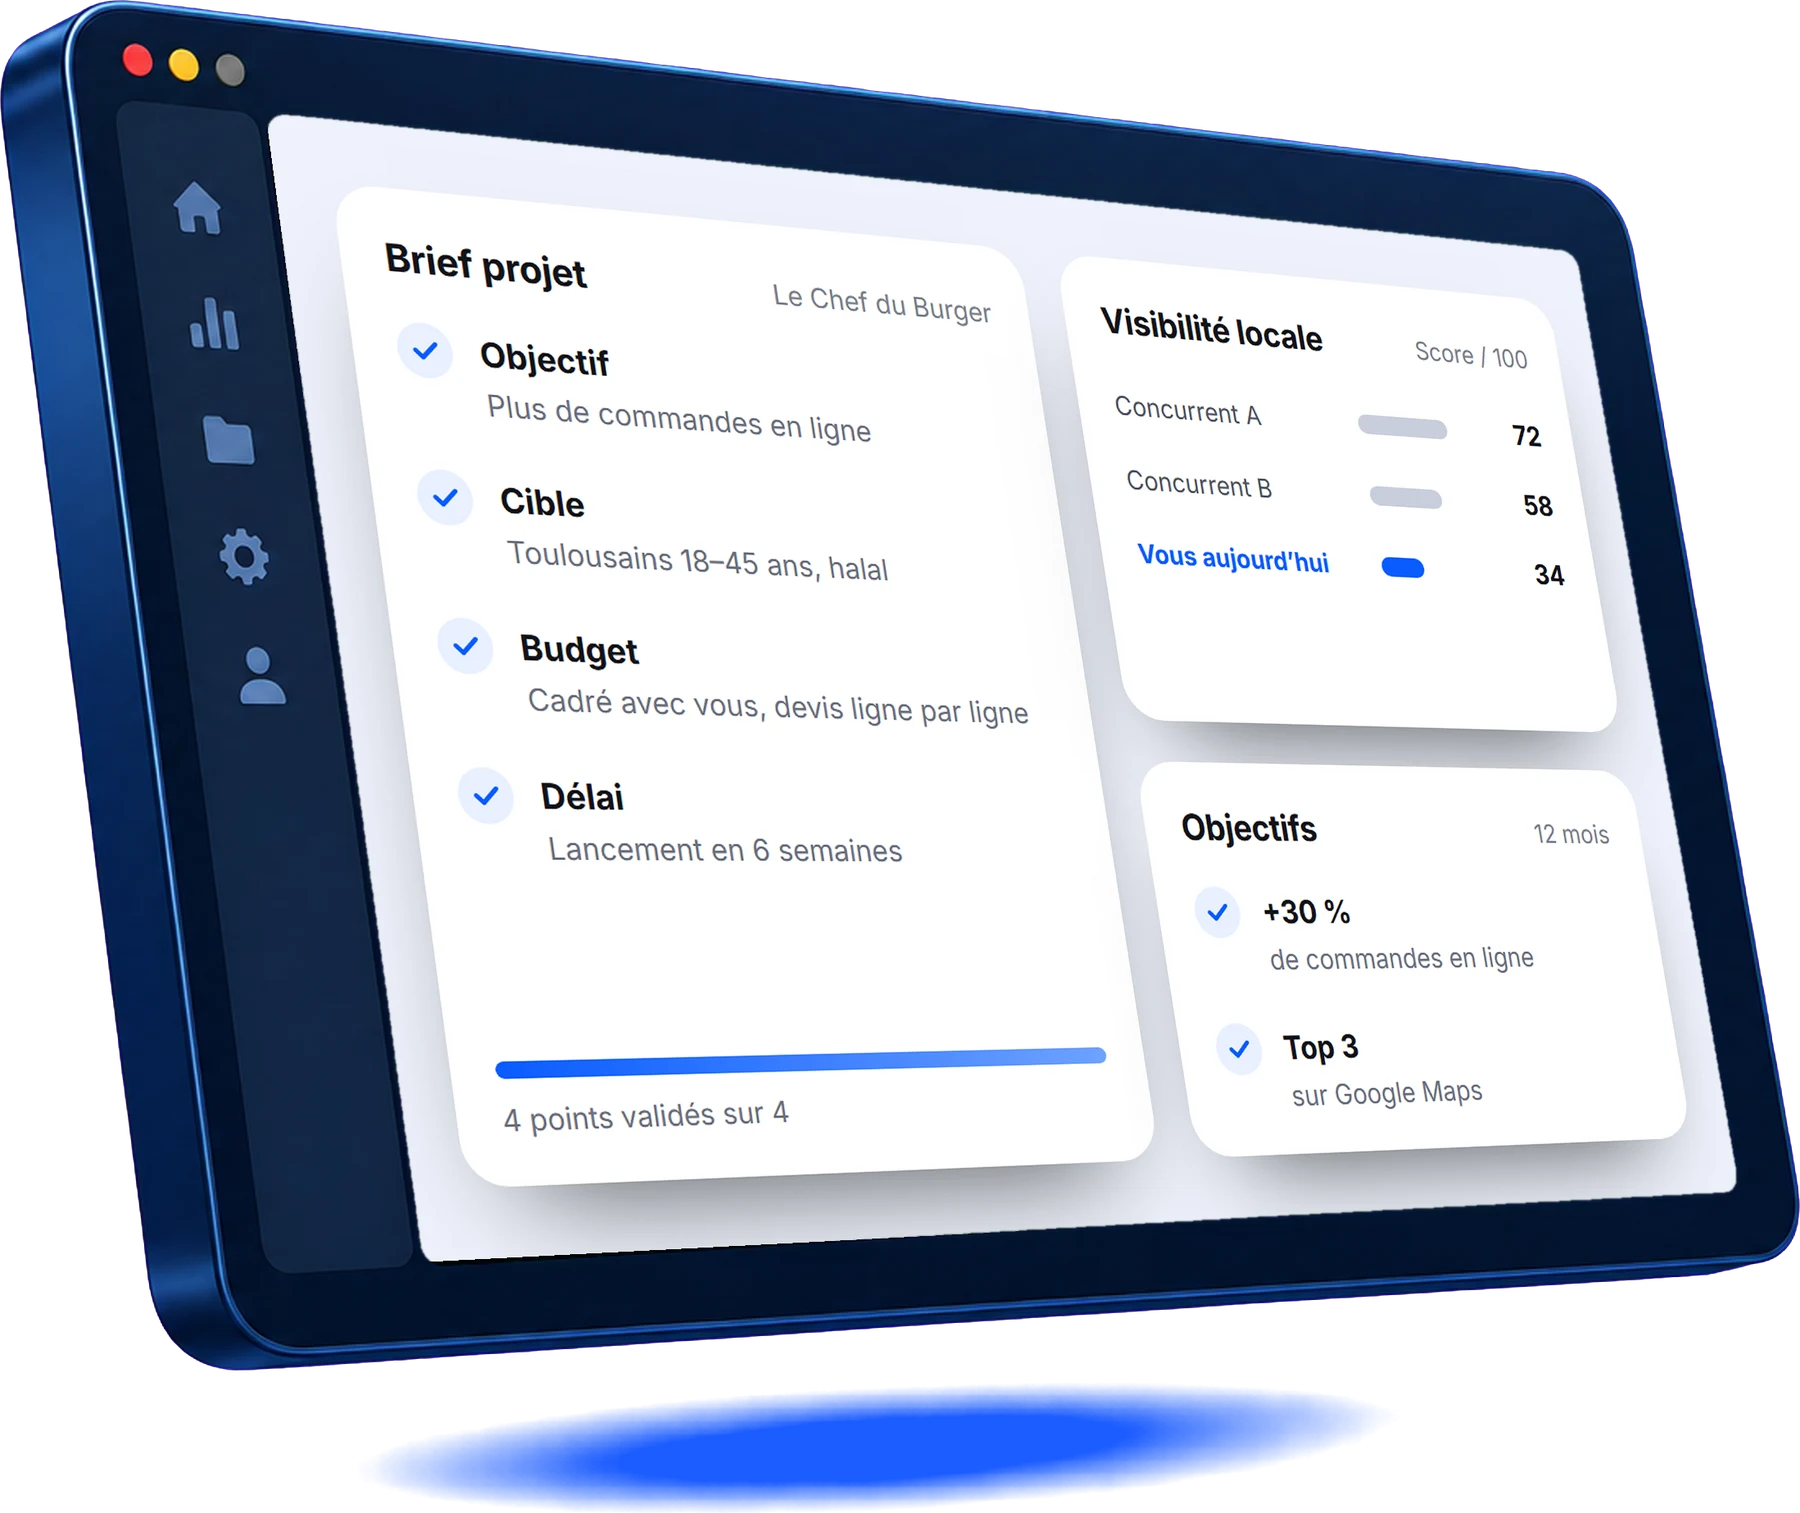 Brief projet
Le Chef du Burger
Objectif
Plus de commandes en ligne
Cible
Toulousains 18–45 ans, halal
Budget
Cadré avec vous, devis ligne par ligne
Délai
Lancement en 6 semaines
4 points validés sur 4
Visibilité locale
Score / 100
Concurrent A 72
Concurrent B 58
Vous aujourd'hui 34
Objectifs
12 mois
+30 %
de commandes en ligne
Top 3
sur Google Maps